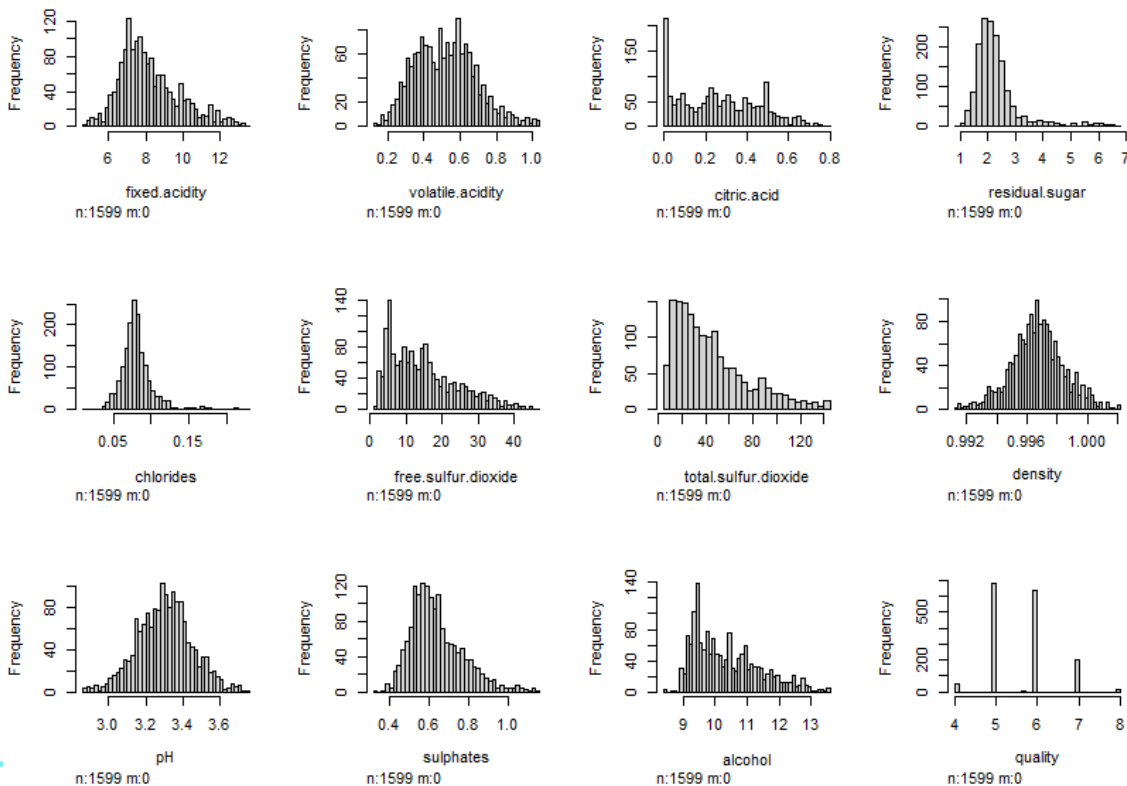 Frequency
0 40 80 120
6 8 10 12
fixed.acidity
n:1599 m:0
Frequency
0 20 60
0.2 0.4 0.6 0.8 1.0
volatile.acidity
n:1599 m:0
Frequency
0 50 150
0.0 0.2 0.4 0.6 0.8
citric.acid
n:1599 m:0
Frequency
0 100 200
1 2 3 4 5 6 7
residual.sugar
n:1599 m:0
Frequency
0 100 200
0.05 0.15
chlorides
n:1599 m:0
Frequency
0 40 80 140
0 10 20 30 40
free.sulfur.dioxide
n:1599 m:0
Frequency
0 50 100
0 40 80 120
total.sulfur.dioxide
n:1599 m:0
Frequency
0 40 80
0.992 0.996 1.000
density
n:1599 m:0
Frequency
0 40 80
3.0 3.2 3.4 3.6
pH
n:1599 m:0
Frequency
0 40 80 120
0.4 0.6 0.8 1.0
sulphates
n:1599 m:0
Frequency
0 40 80 140
9 10 11 12 13
alcohol
n:1599 m:0
Frequency
0 200 500
4 5 6 7 8
quality
n:1599 m:0